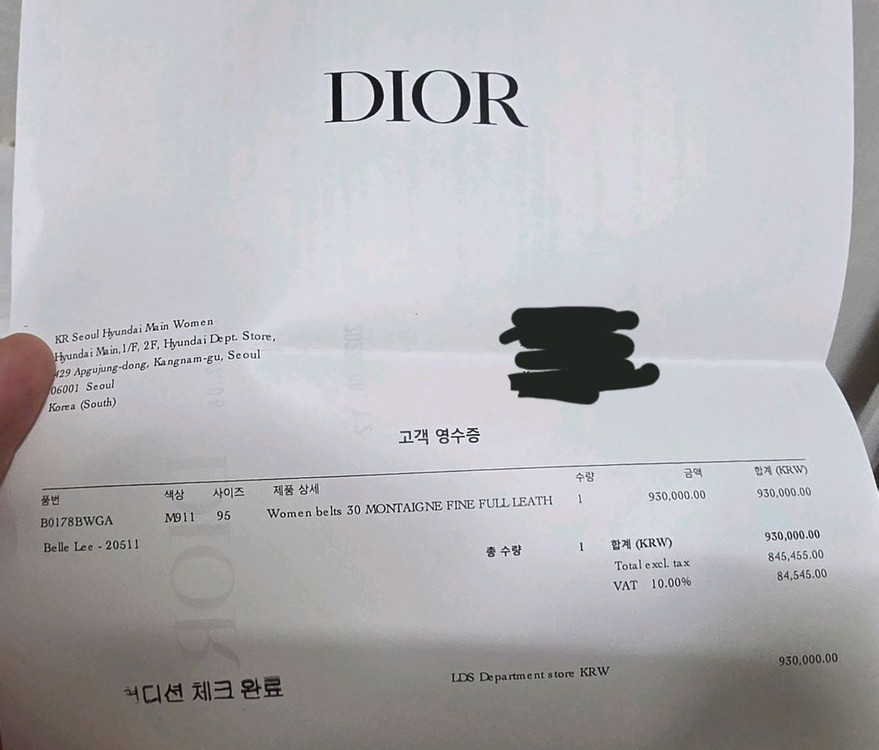 DIOR
KR Seoul Hyundai Main Women
Hyundai Main,1/F, 2F, Hyundai Dept. Store,
429 Apgujung-dong, Kangnam-gu, Seoul
06001 Seoul
Korea (South)
고객 영수증
품번 색상 사이즈 제품 상세 수량 금액 합계 (KRW)
B0178BWGA M911 95 Women belts 30 MONTAIGNE FINE FULL LEATH 1 930,000.00 930,000.00
Belle Lee - 20511
총 수량 1 합계 (KRW) 930,000.00
Total excl. tax 845,455.00
VAT 10.00% 84,545.00
LDS Department store KRW 930,000.00
컨디션 체크 완료